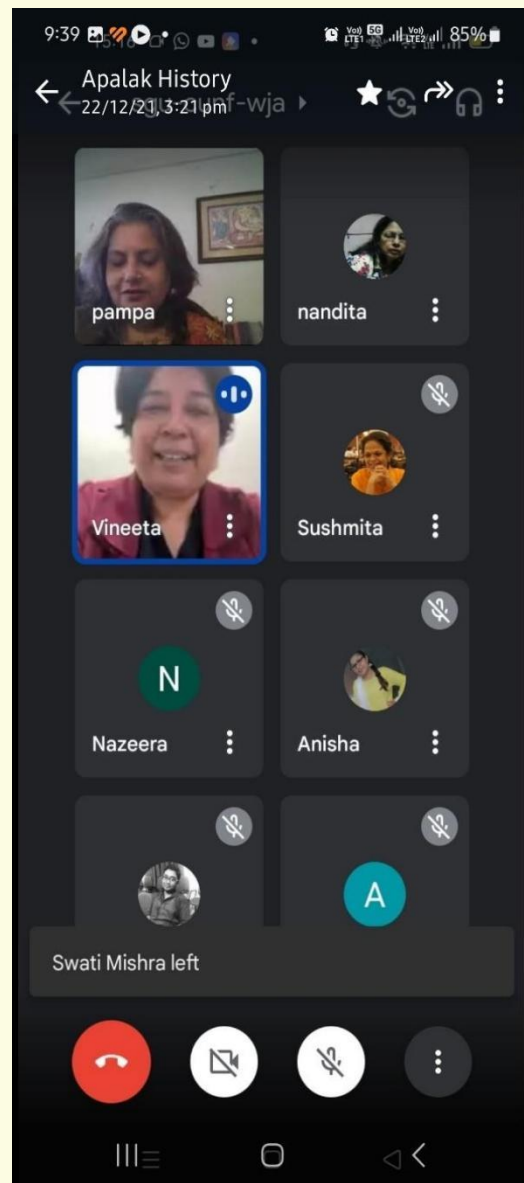 9:39 85%
Apalak History
22/12/21, 3:21 pm
pampa
nandita
Vineeta
Sushmita
N
Nazeera
Anisha
A
Swati Mishra left